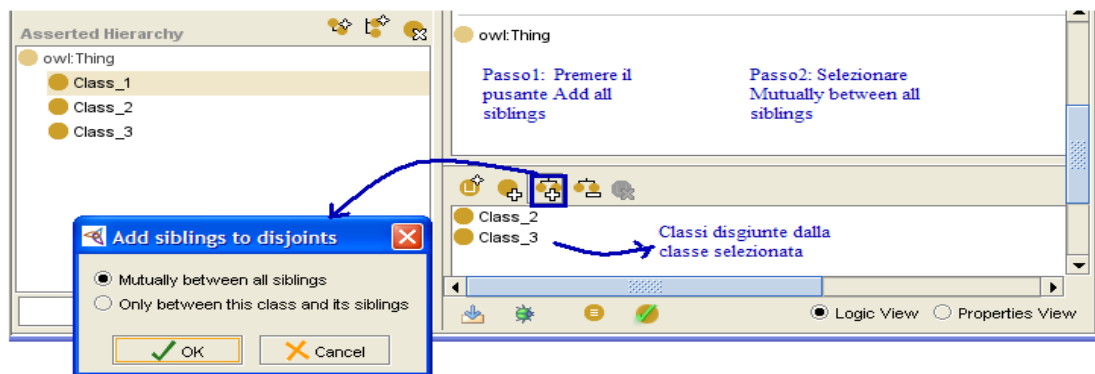 Asserted Hierarchy
owl:Thing
Class_1
Class_2
Class_3
owl:Thing
Passo1: Premere il
pusante Add all
siblings
Passo2: Selezionare
Mutually between all
siblings
Class_2
Class_3
Classi disgiunte dalla
classe selezionata
Add siblings to disjoints
Mutually between all siblings
Only between this class and its siblings
OK
Cancel
Logic View
Properties View